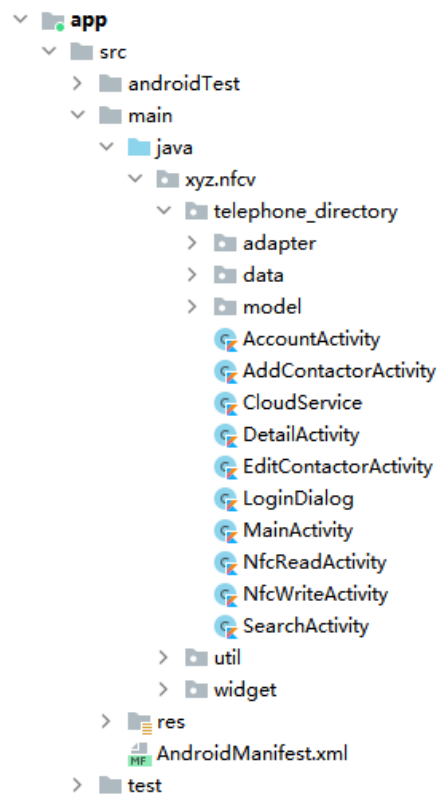 app
src
androidTest
main
java
xyz.nfcv
telephone_directory
adapter
data
model
AccountActivity
AddContactorActivity
CloudService
DetailActivity
EditContactorActivity
LoginDialog
MainActivity
NfcReadActivity
NfcWriteActivity
SearchActivity
util
widget
res
AndroidManifest.xml
test